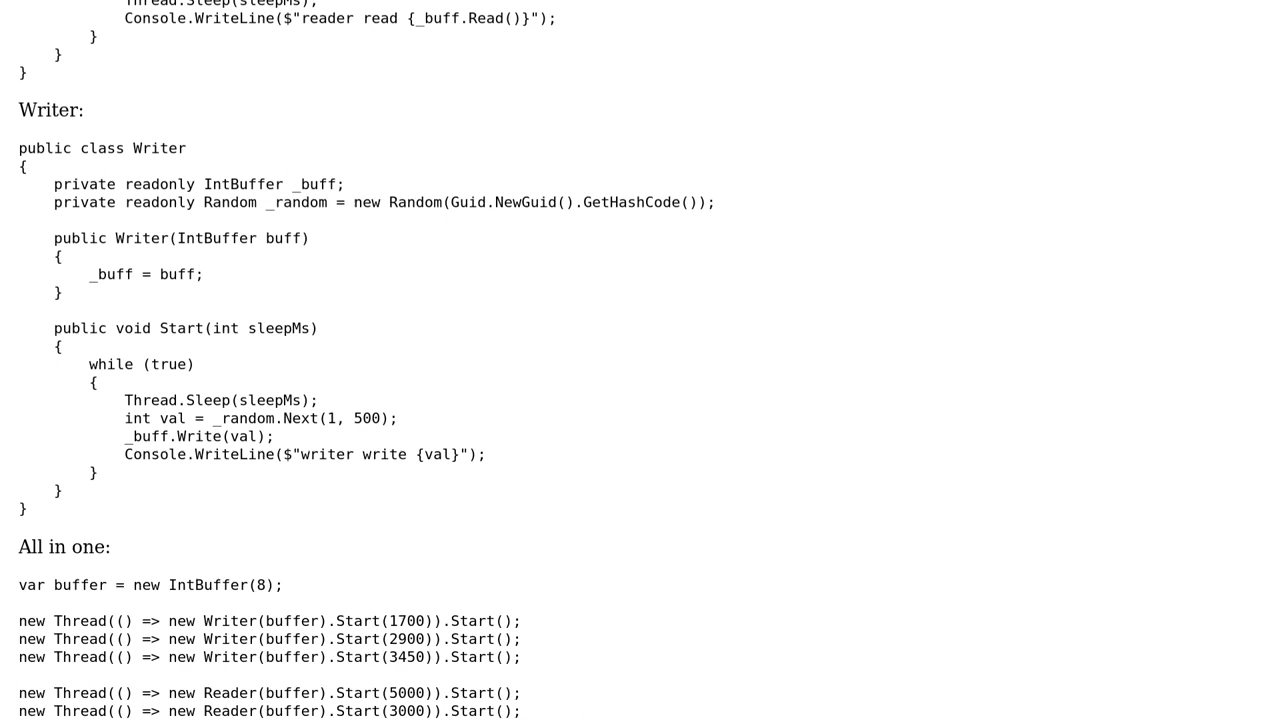 Thread.Sleep(sleepMs);
            Console.WriteLine($"reader read {_buff.Read()}");
        }
    }
}
Writer:
public class Writer
{
    private readonly IntBuffer _buff;
    private readonly Random _random = new Random(Guid.NewGuid().GetHashCode());
    public Writer(IntBuffer buff)
    {
        _buff = buff;
    }
    public void Start(int sleepMs)
    {
        while (true)
        {
            Thread.Sleep(sleepMs);
            int val = _random.Next(1, 500);
            _buff.Write(val);
            Console.WriteLine($"writer write {val}");
        }
    }
}
All in one:
var buffer = new IntBuffer(8);
new Thread(() => new Writer(buffer).Start(1700)).Start();
new Thread(() => new Writer(buffer).Start(2900)).Start();
new Thread(() => new Writer(buffer).Start(3450)).Start();
new Thread(() => new Reader(buffer).Start(5000)).Start();
new Thread(() => new Reader(buffer).Start(3000)).Start();